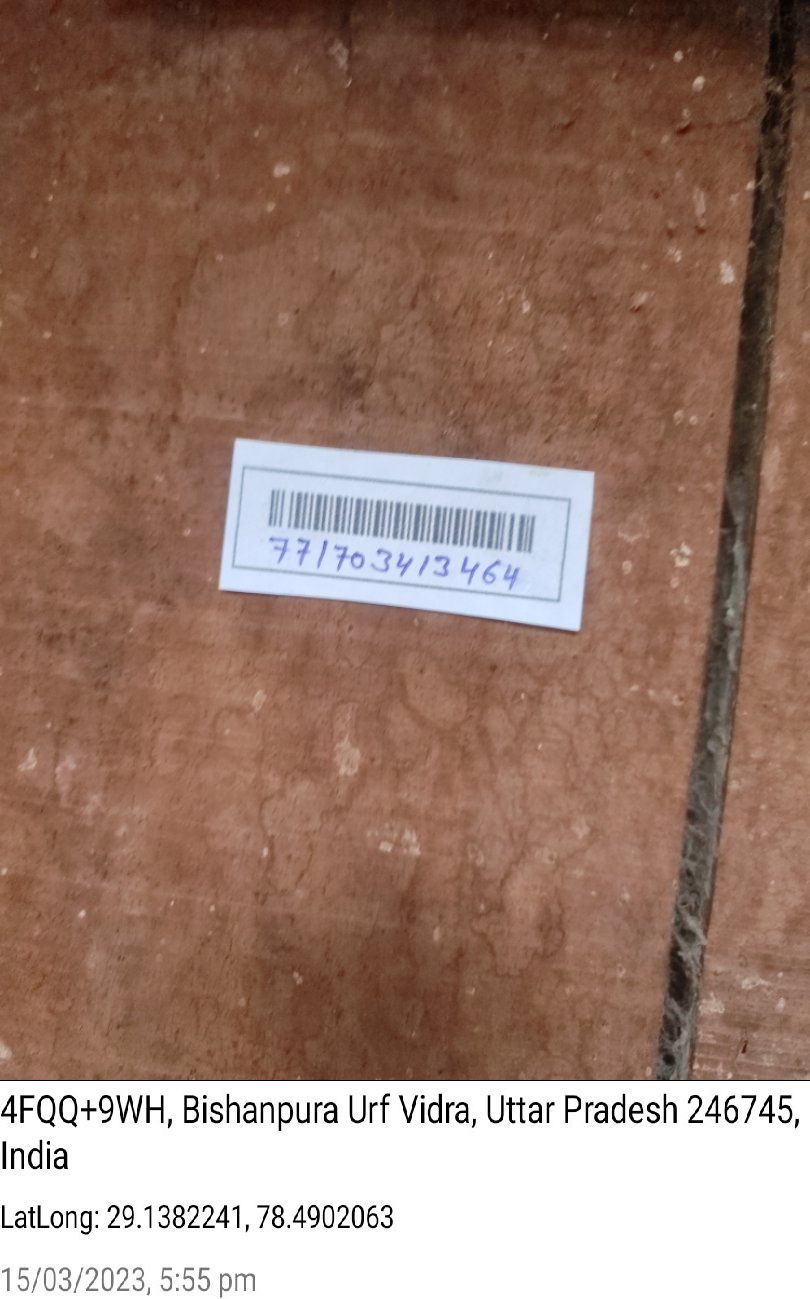 771703413464
4FQQ+9WH, Bishanpura Urf Vidra, Uttar Pradesh 246745,
India
LatLong: 29.1382241, 78.4902063
15/03/2023, 5:55 pm